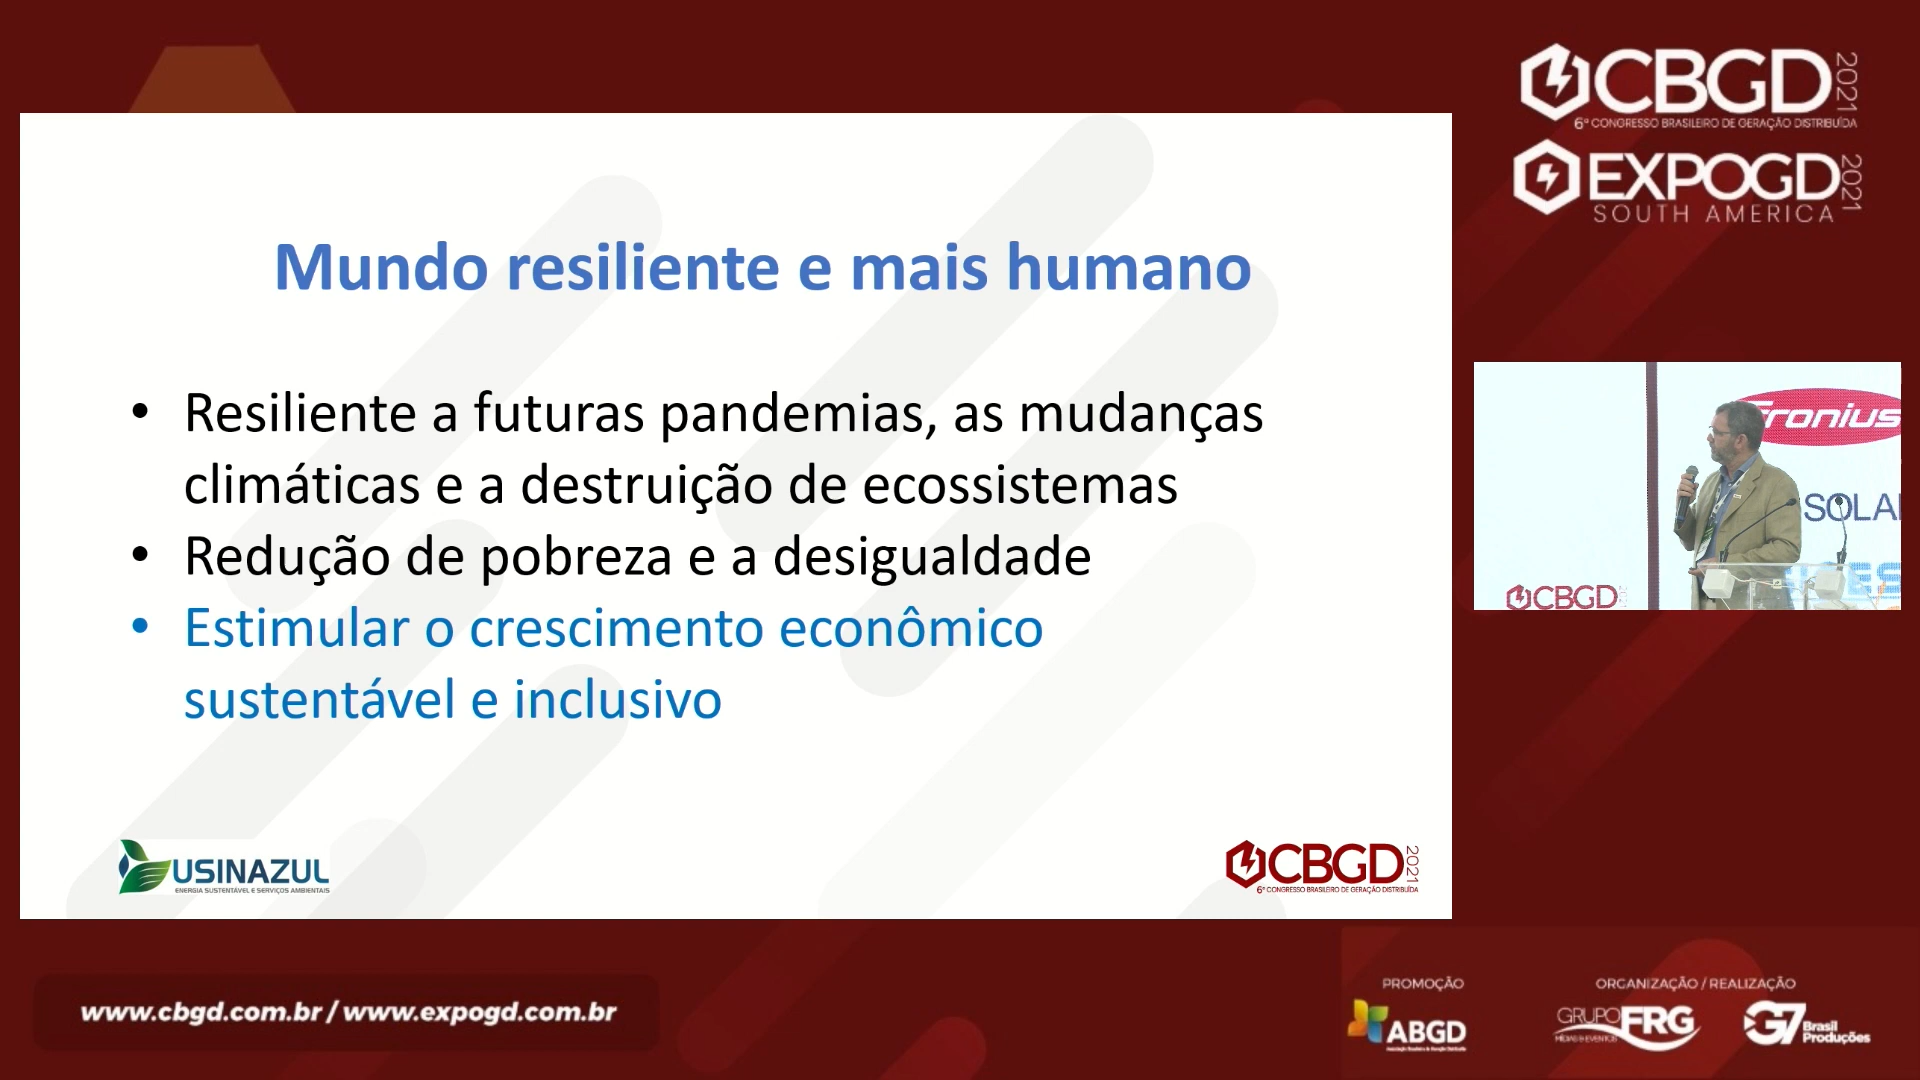 CBGD 2021
6º CONGRESSO BRASILEIRO DE GERAÇÃO DISTRIBUÍDA
EXPOGD 2021
SOUTH AMERICA
Mundo resiliente e mais humano
• Resiliente a futuras pandemias, as mudanças
climáticas e a destruição de ecossistemas
• Redução de pobreza e a desigualdade
• Estimular o crescimento econômico
sustentável e inclusivo
USINAZUL
ENERGIA SUSTENTÁVEL E SERVIÇOS AMBIENTAIS
CBGD 2021
6º CONGRESSO BRASILEIRO DE GERAÇÃO DISTRIBUÍDA
Fronius
SOLA
ES
CBGD
www.cbgd.com.br / www.expogd.com.br
PROMOÇÃO
ABGD
ORGANIZAÇÃO / REALIZAÇÃO
GRUPO FRG
MÍDIAS & EVENTOS
G7 Brasil
Produções